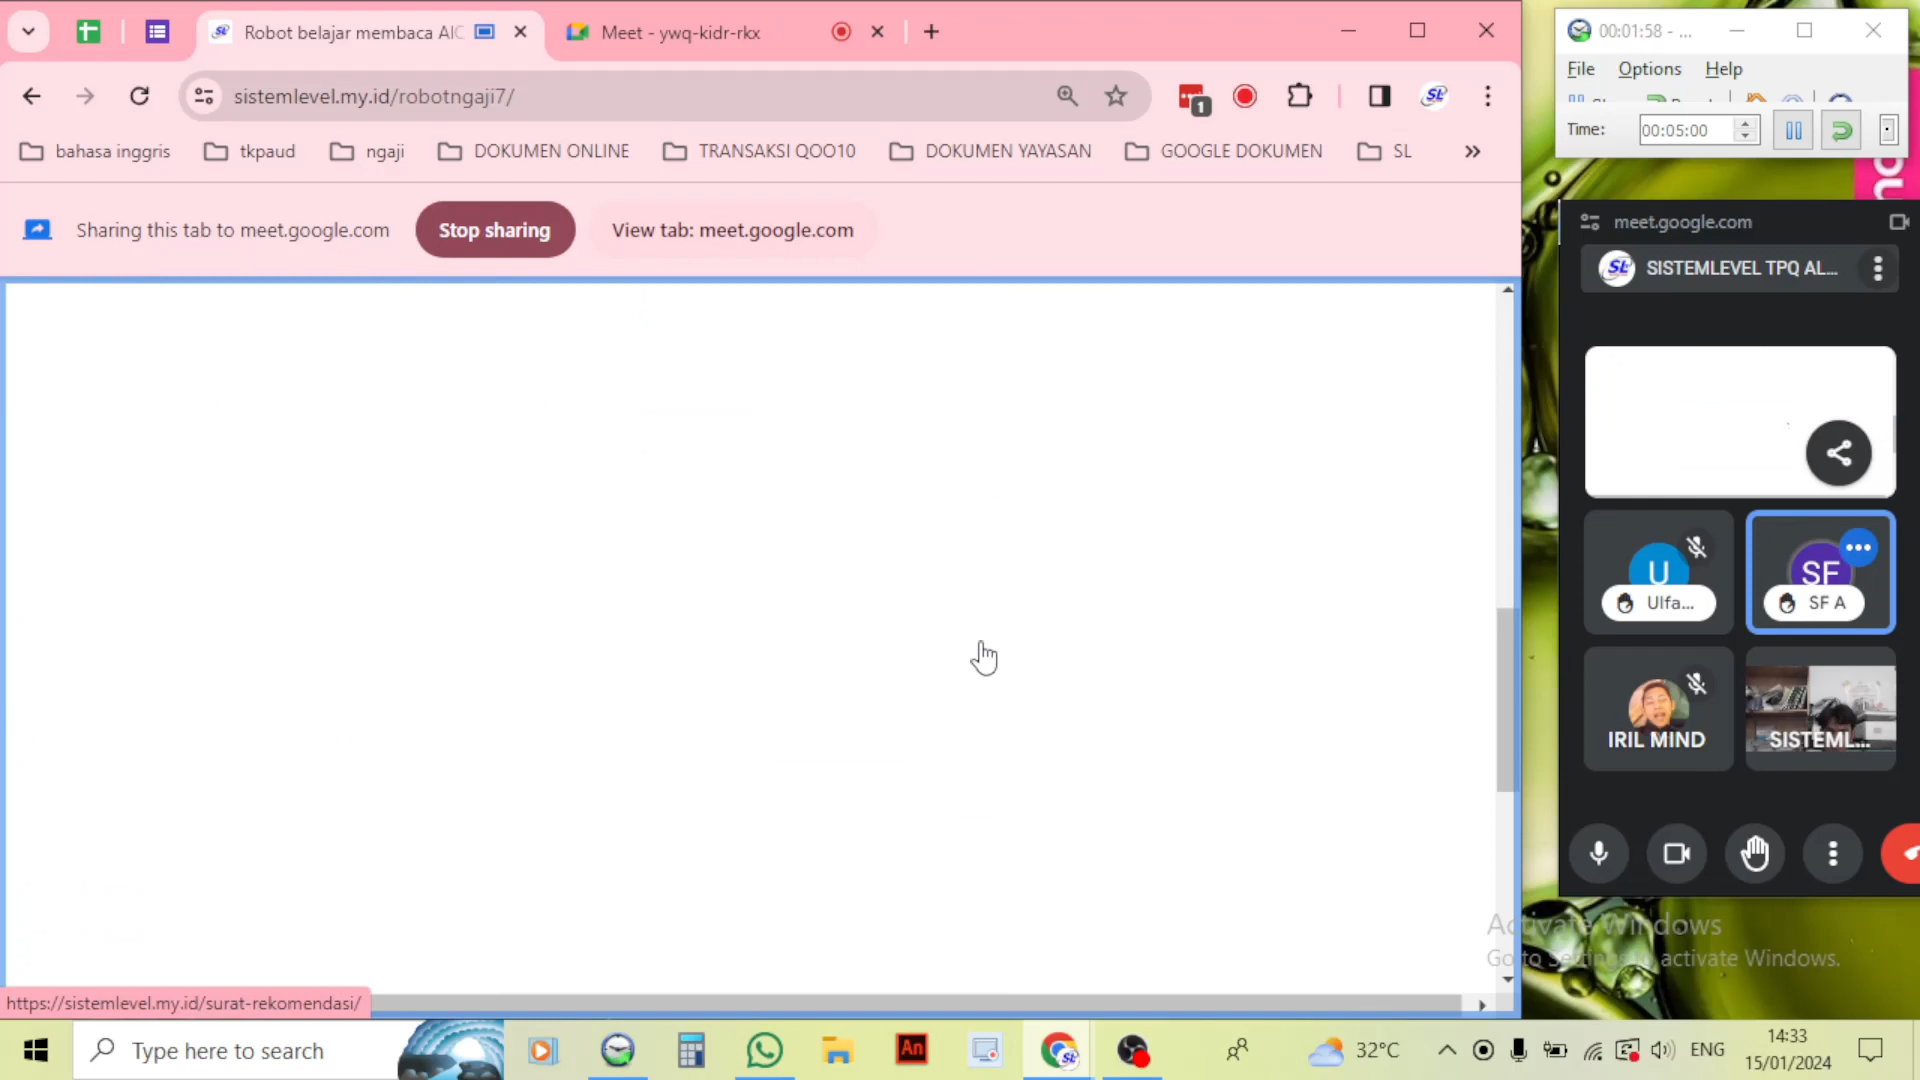 Robot belajar membaca AI
Meet - ywq-kidr-rkx
sistemlevel.my.id/robotngaji7/
1
bahasa inggris
tkpaud
ngaji
DOKUMEN ONLINE
TRANSAKSI QOO10
DOKUMEN YAYASAN
GOOGLE DOKUMEN
SL
Sharing this tab to meet.google.com
Stop sharing
View tab: meet.google.com
00:01:58 - ...
File Options Help
Time: 00:05:00
meet.google.com
SISTEMLEVEL TPQ AL...
U
Ulfa...
SF
SF A
IRIL MIND
SISTEML...
Activate Windows
Go to Settings to activate Windows.
https://sistemlevel.my.id/surat-rekomendasi/
Type here to search
An
32°C
ENG
14:33
15/01/2024